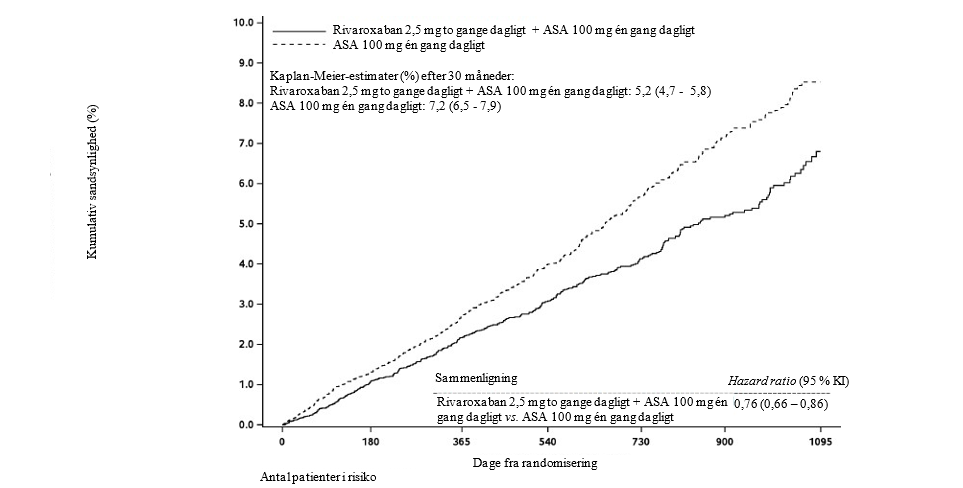 10.0
9.0
8.0
7.0
6.0
5.0
4.0
3.0
2.0
1.0
0.0
Kumulativ sandsynlighed (%)
Rivaroxaban 2,5 mg to gange dagligt + ASA 100 mg én gang dagligt
ASA 100 mg én gang dagligt
Kaplan-Meier-estimater (%) efter 30 måneder:
Rivaroxaban 2,5 mg to gange dagligt + ASA 100 mg én gang dagligt: 5,2 (4,7 - 5,8)
ASA 100 mg én gang dagligt: 7,2 (6,5 - 7,9)
Sammenligning Hazard ratio (95 % KI)
Rivaroxaban 2,5 mg to gange dagligt + ASA 100 mg én 0,76 (0,66 – 0,86)
gang dagligt vs. ASA 100 mg én gang dagligt
0 180 365 540 730 900 1095
Dage fra randomisering
Antal patienter i risiko